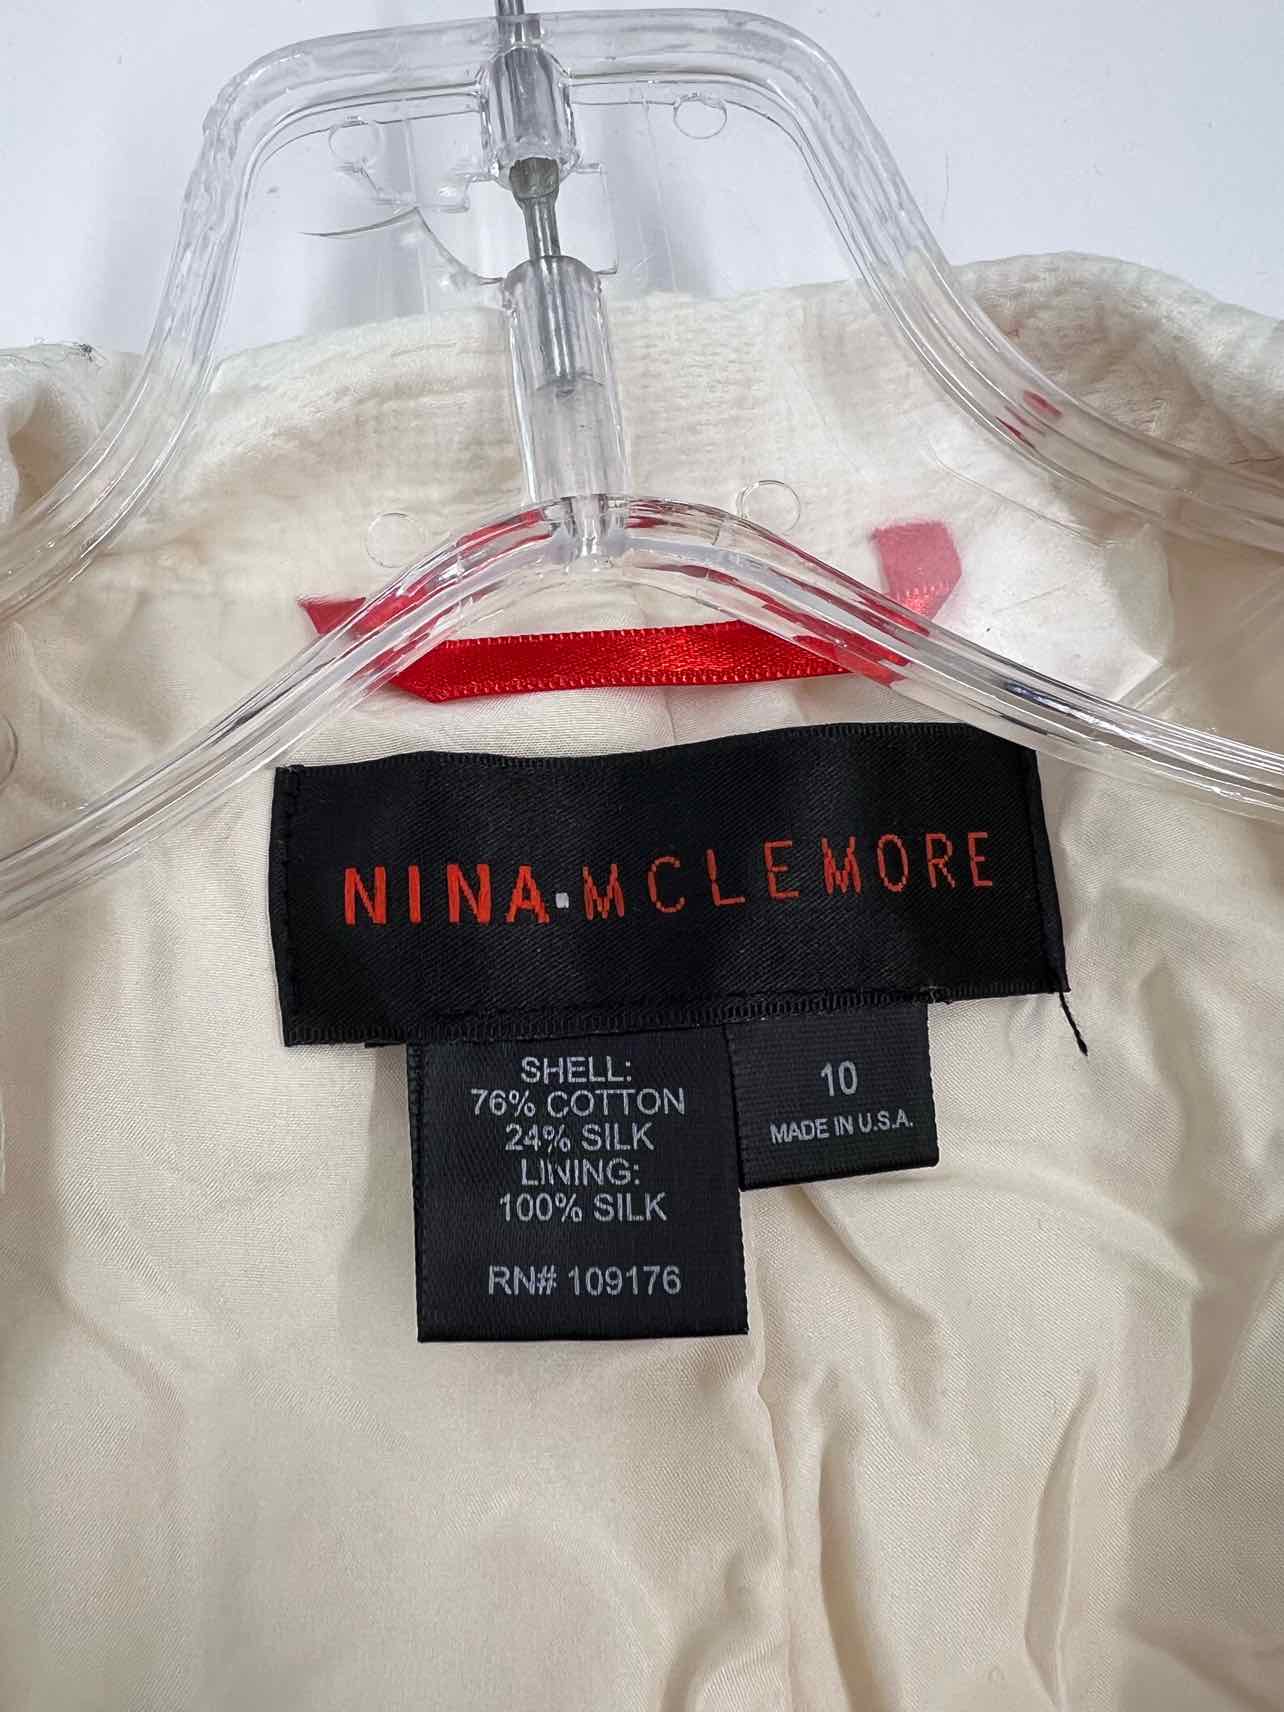 NINA·MCLEMORE
SHELL:
76% COTTON
24% SILK
LINING:
100% SILK
RN# 109176
10
MADE IN U.S.A.